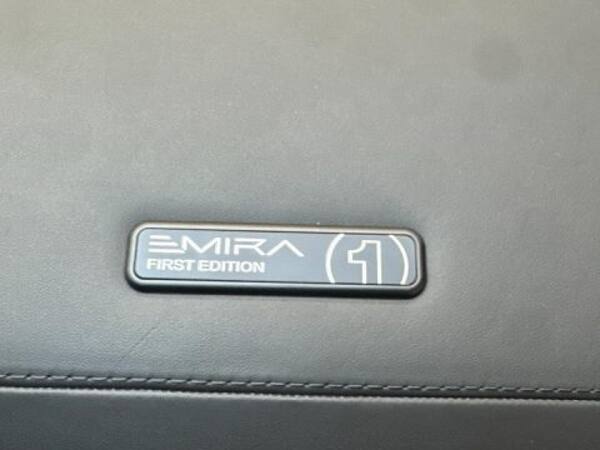 EMIRA
FIRST EDITION
(1)